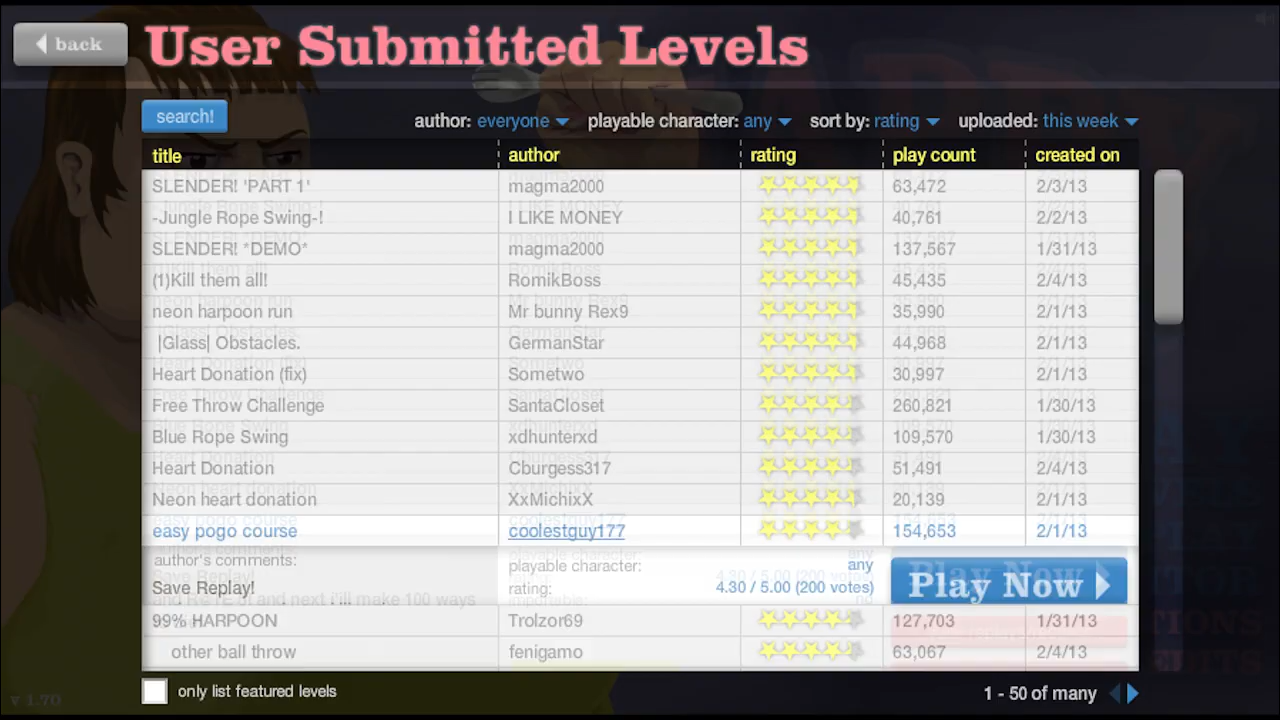 back
User Submitted Levels
search!
author: everyone playable character: any sort by: rating uploaded: this week
title author rating play count created on
SLENDER! 'PART 1' magma2000 63,472 2/3/13
-Jungle Rope Swing-! I LIKE MONEY 40,761 2/2/13
SLENDER! *DEMO* magma2000 137,567 1/31/13
(1)Kill them all! RomikBoss 45,435 2/4/13
neon harpoon run Mr bunny Rex9 35,990 2/1/13
|Glass| Obstacles. GermanStar 44,968 2/1/13
Heart Donation (fix) Sometwo 30,997 2/1/13
Free Throw Challenge SantaCloset 260,821 1/30/13
Blue Rope Swing xdhunterxd 109,570 1/30/13
Heart Donation Cburgess317 51,491 2/4/13
Neon heart donation XxMichixX 20,139 2/1/13
easy pogo course coolestguy177 154,653 2/1/13
author's comments: playable character: any
Save Replay! rating: 4.30 / 5.00 (200 votes) Play Now
99% HARPOON Trolzor69 127,703 1/31/13
other ball throw fenigamo 63,067 2/4/13
only list featured levels 1 - 50 of many
v 1.70